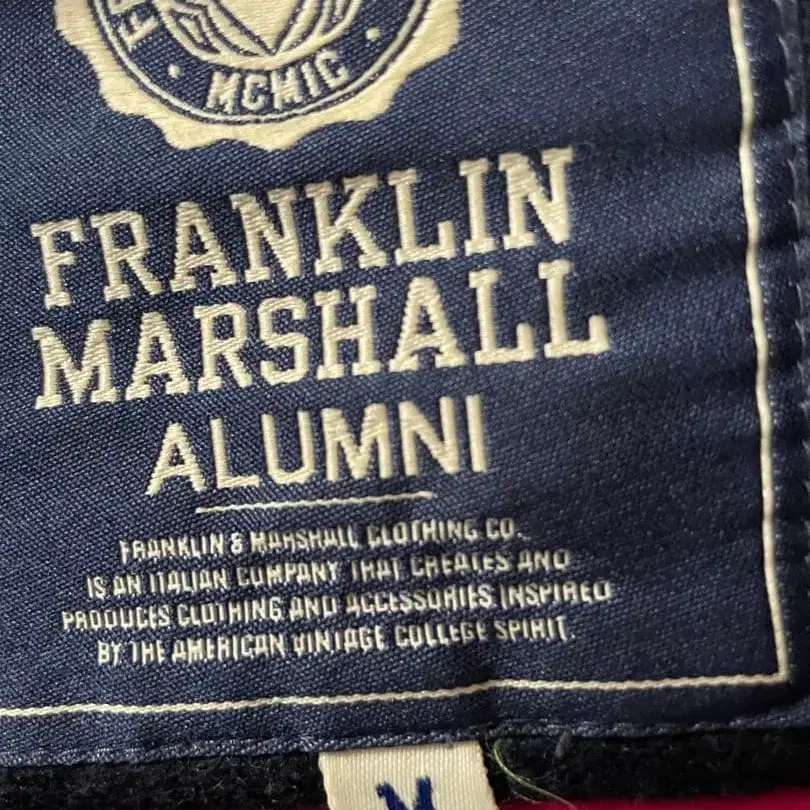 MCMIC
FRANKLIN
MARSHALL
ALUMNI
FRANKLIN & MARSHALL CLOTHING CO.
IS AN ITALIAN COMPANY THAT CREATES AND
PRODUCES CLOTHING AND ACCESSORIES INSPIRED
BY THE AMERICAN VINTAGE COLLEGE SPIRIT.
M